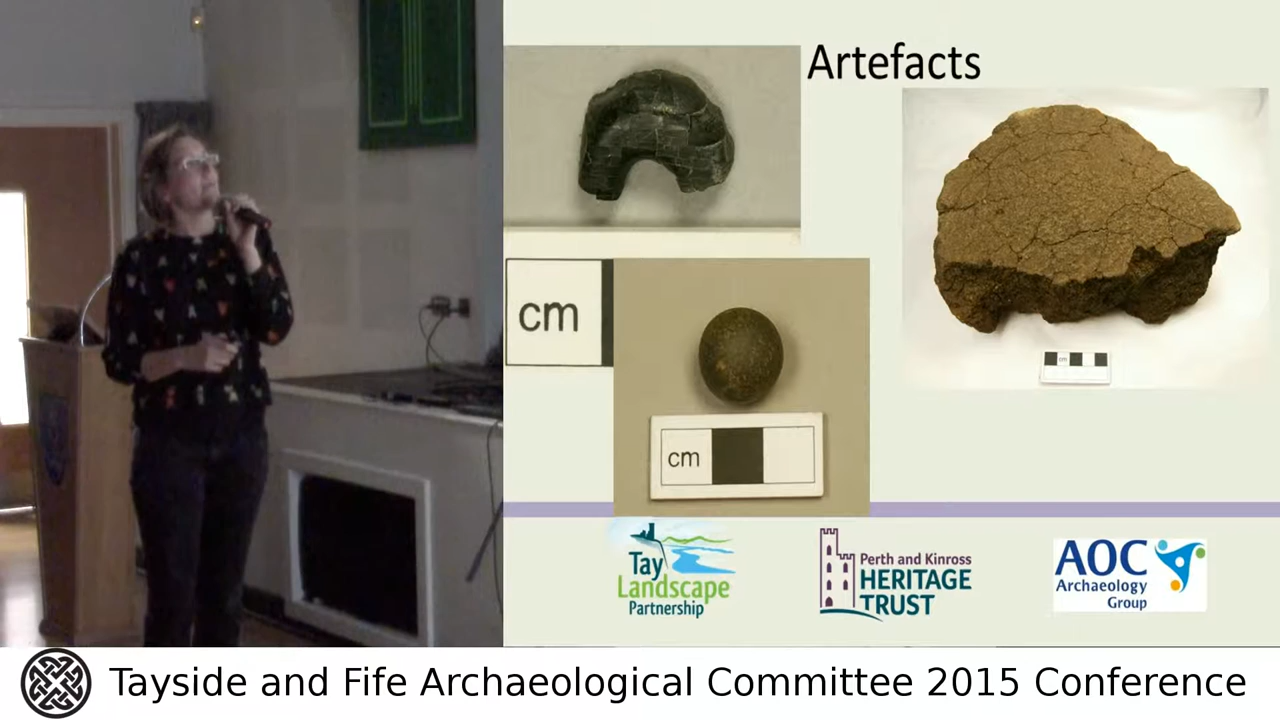 Artefacts
cm
cm
cm
Tay
Landscape
Partnership
Perth and Kinross
HERITAGE
TRUST
AOC
Archaeology
Group
Tayside and Fife Archaeological Committee 2015 Conference